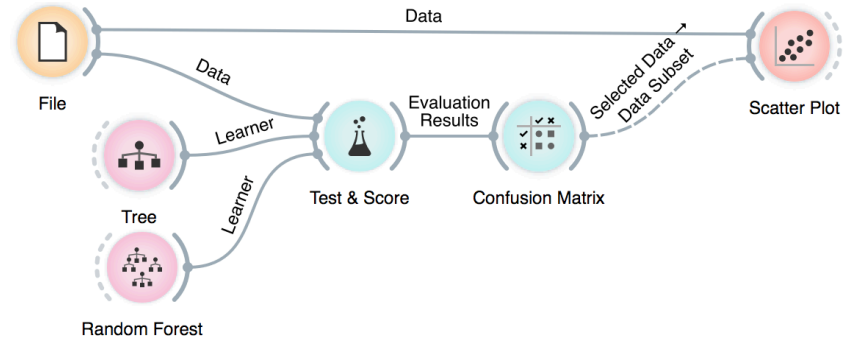 Data
File
Data
Learner
Tree
Learner
Random Forest
Test & Score
Evaluation
Results
Confusion Matrix
Selected Data →
Data Subset
Scatter Plot